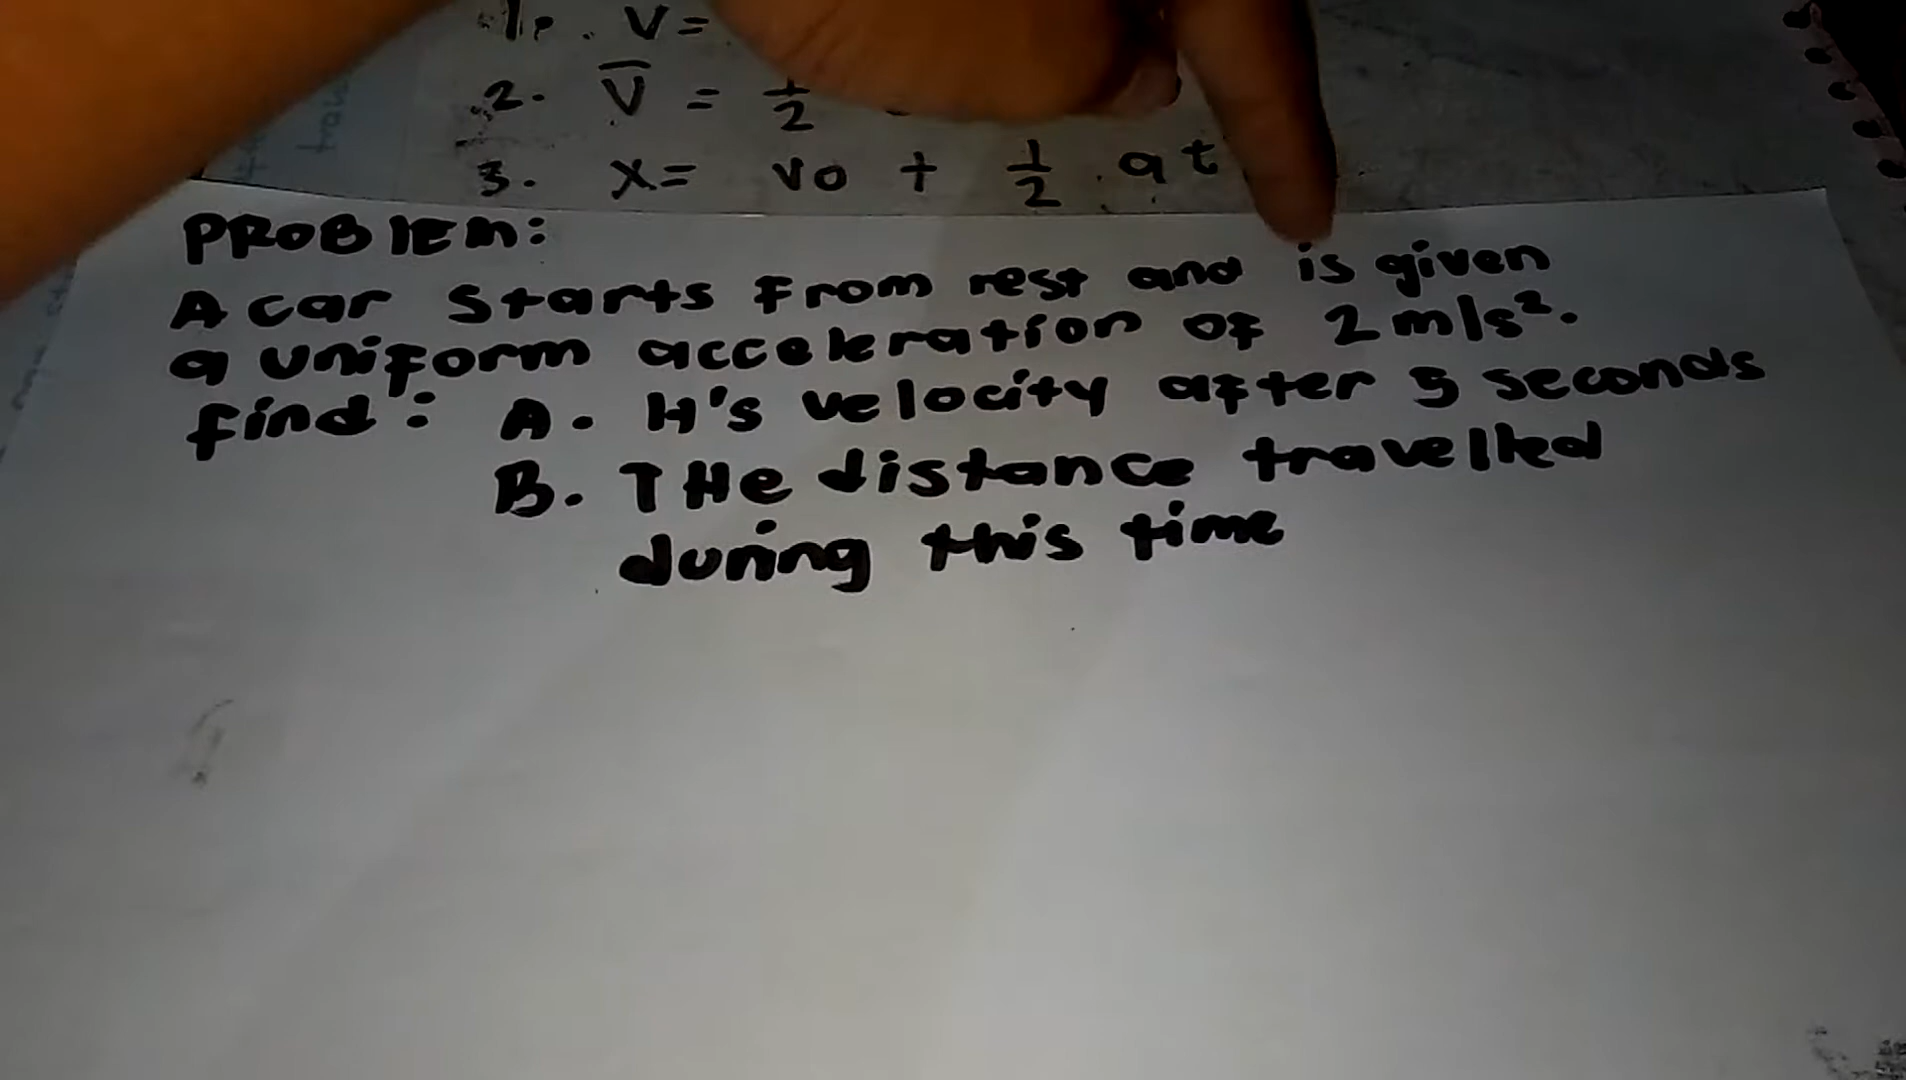 1. V=
2. V̅ = 1/2
3. x= vo + 1/2 . at
PROBlEm:
A car starts from rest and is given
a uniform acceleration of 2m/s².
find: A. It's velocity after 5 seconds
B. THe distance travelled
during this time